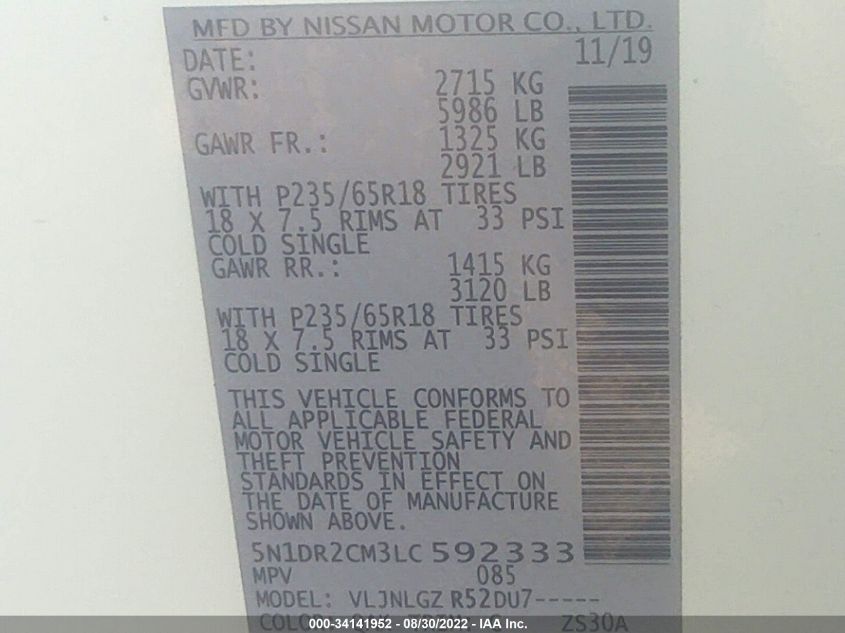 MFD BY NISSAN MOTOR CO., LTD.
DATE: 11/19
GVWR: 2715 KG
5986 LB
GAWR FR.: 1325 KG
2921 LB
WITH P235/65R18 TIRES
18 X 7.5 RIMS AT 33 PSI
COLD SINGLE
GAWR RR.: 1415 KG
3120 LB
WITH P235/65R18 TIRES
18 X 7.5 RIMS AT 33 PSI
COLD SINGLE
THIS VEHICLE CONFORMS TO
ALL APPLICABLE FEDERAL
MOTOR VEHICLE SAFETY AND
THEFT PREVENTION
STANDARDS IN EFFECT ON
THE DATE OF MANUFACTURE
SHOWN ABOVE.
5N1DR2CM3LC592333
MPV 085
MODEL: VLJNLGZ R52DU7-----
ZS30A
000-34141952 - 08/30/2022 - IAA Inc.